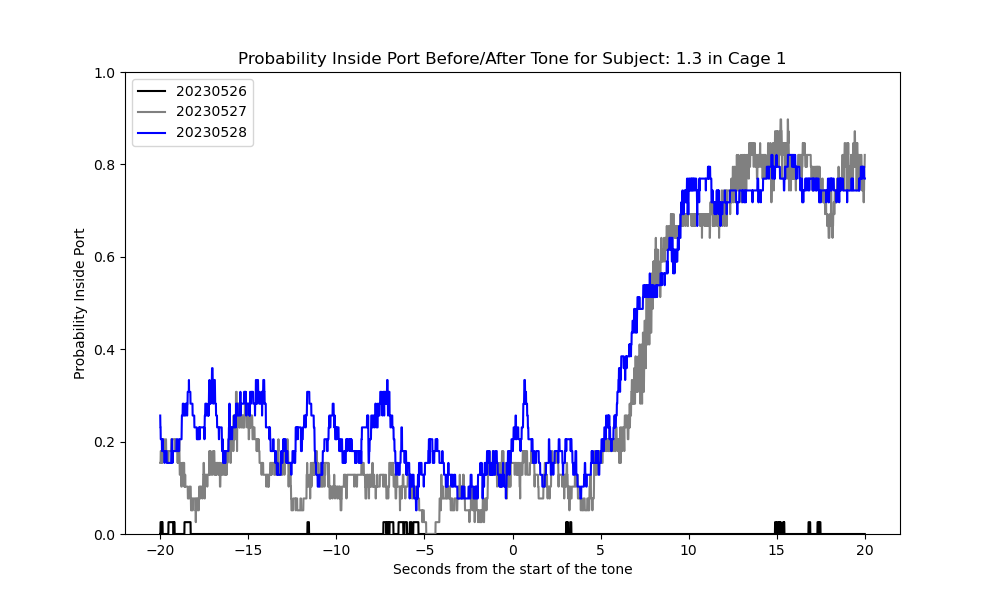 Probability Inside Port Before/After Tone for Subject: 1.3 in Cage 1
1.0
20230526
20230527
20230528
0.8
0.6
0.4
0.2
0.0
Probability Inside Port
−20 −15 −10 −5 0 5 10 15 20
Seconds from the start of the tone